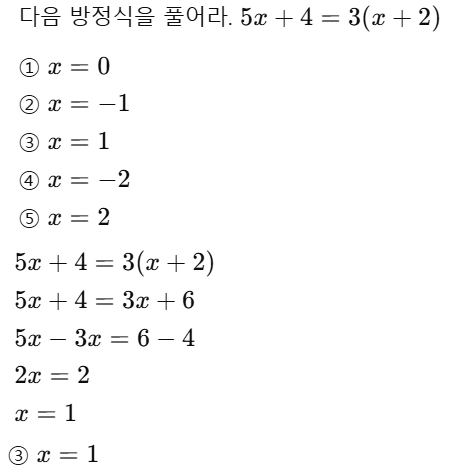 다음 방정식을 풀어라. 5x + 4 = 3(x + 2)
① x = 0
② x = −1
③ x = 1
④ x = −2
⑤ x = 2
5x + 4 = 3(x + 2)
5x + 4 = 3x + 6
5x − 3x = 6 − 4
2x = 2
x = 1
③ x = 1